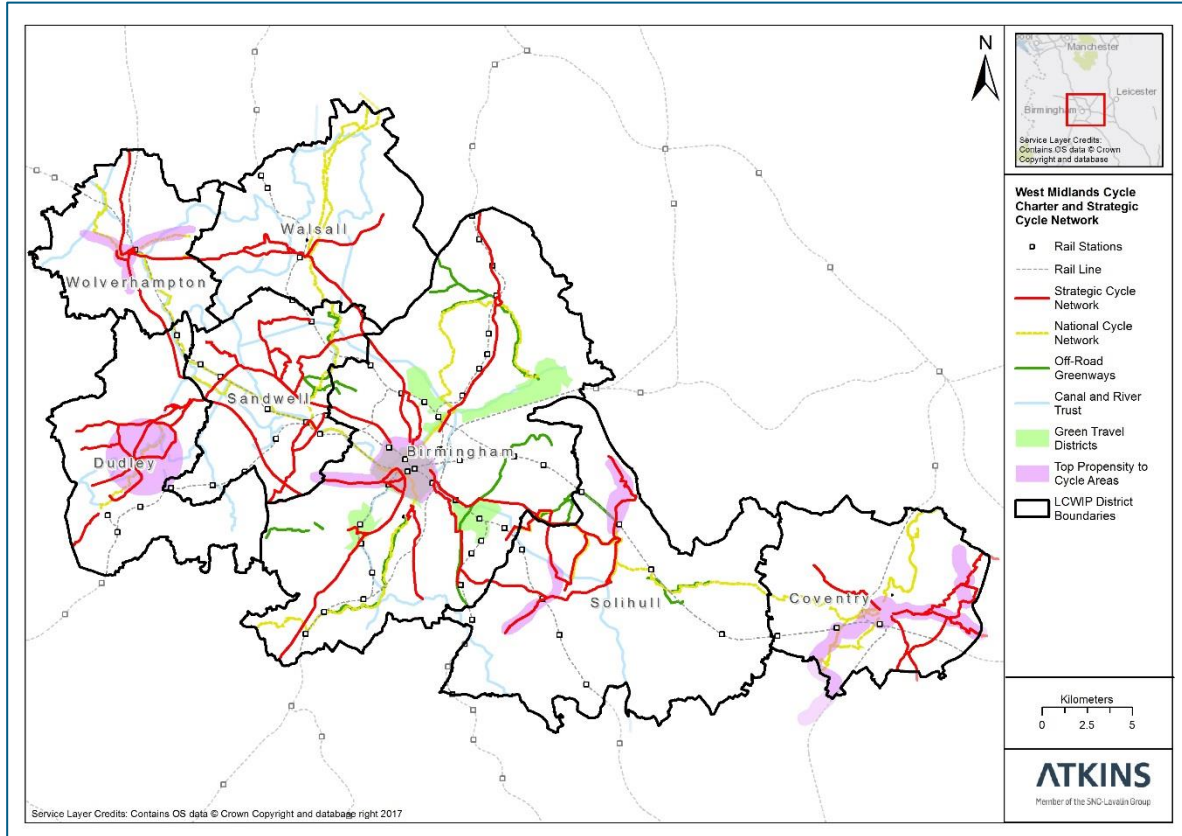 N
Manchester
Leicester
Birmingham
Service Layer Credits:
Contains OS data © Crown
Copyright and database
Walsall
Wolverhampton
Sandwell
Birmingham
Dudley
Solihull
Coventry
West Midlands Cycle
Charter and Strategic
Cycle Network
Rail Stations
Rail Line
Strategic Cycle
Network
National Cycle
Network
Off-Road
Greenways
Canal and River
Trust
Green Travel
Districts
Top Propensity to
Cycle Areas
LCWIP District
Boundaries
Kilometers
0 2.5 5
ATKINS
Member of the SNC-Lavalin Group
Service Layer Credits: Contains OS data © Crown Copyright and database right 2017